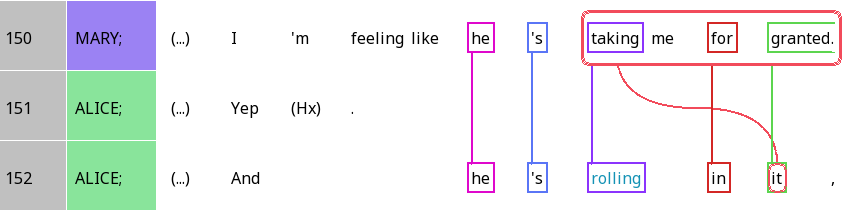 150 MARY; (...) I 'm feeling like he 's taking me for granted.
151 ALICE; (...) Yep (Hx) .
152 ALICE; (...) And he 's rolling in it ,